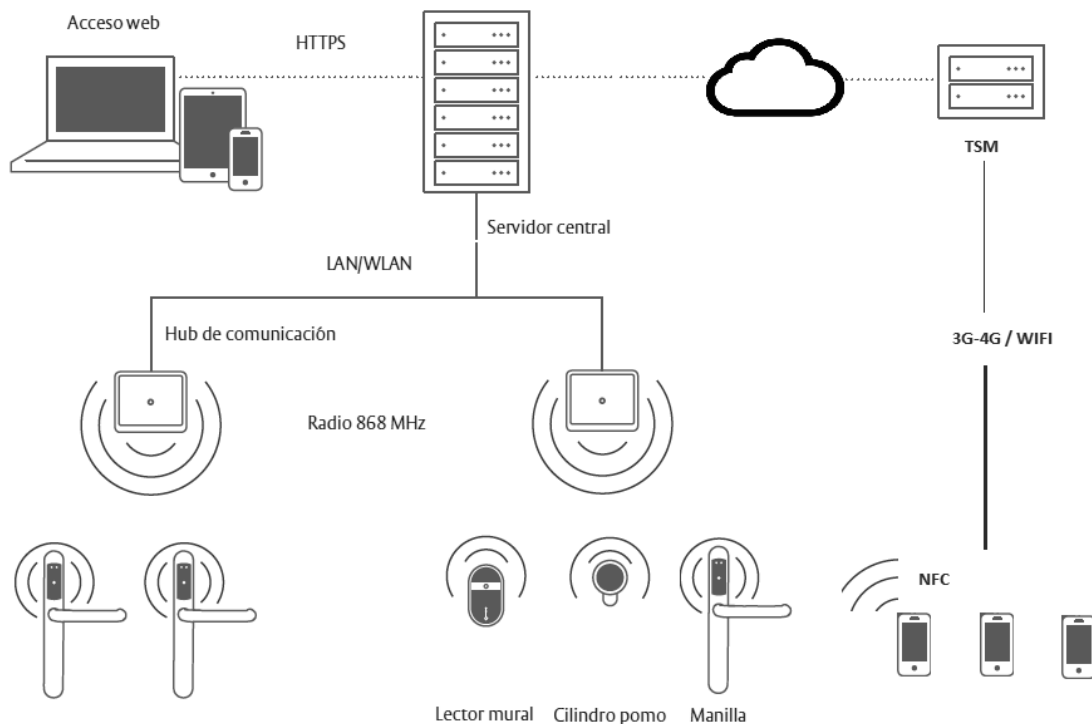 Acceso web
HTTPS
TSM
Servidor central
LAN/WLAN
Hub de comunicación
3G-4G / WIFI
Radio 868 MHz
NFC
Lector mural
Cilindro pomo
Manilla